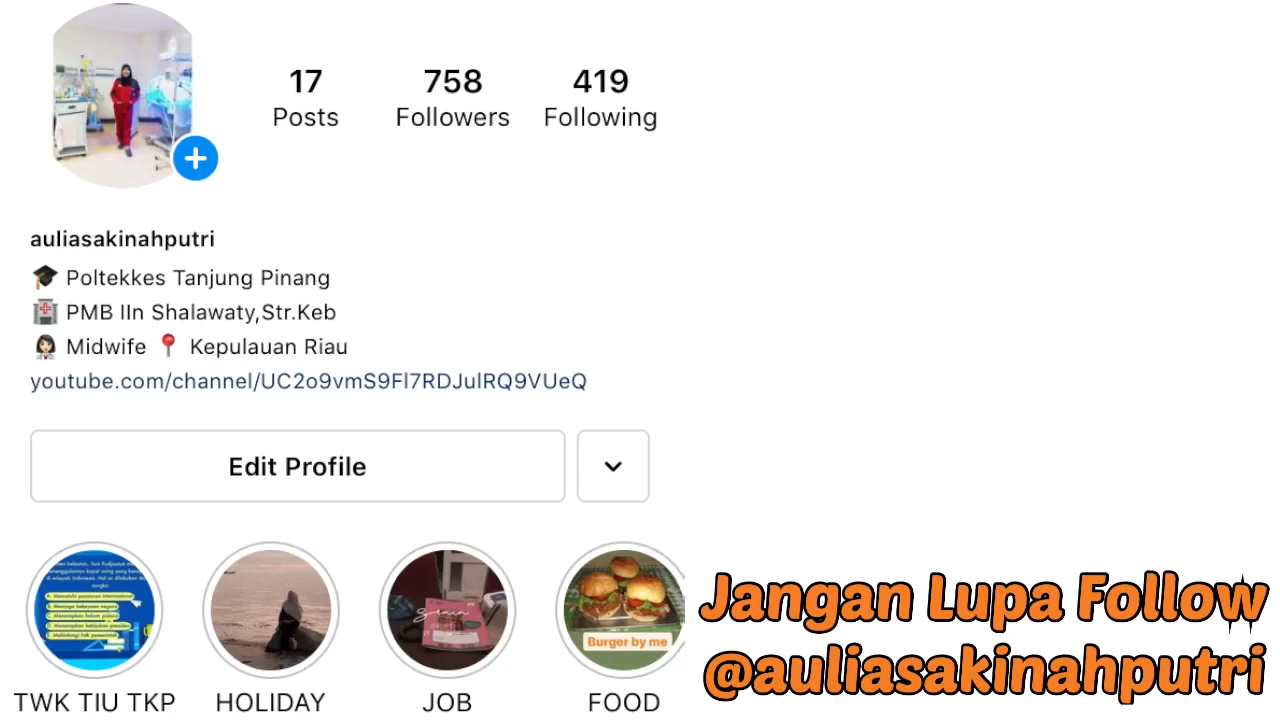 17
Posts
758
Followers
419
Following
auliasakinahputri
Poltekkes Tanjung Pinang
PMB IIn Shalawaty,Str.Keb
Midwife 📍 Kepulauan Riau
youtube.com/channel/UC2o9vmS9Fl7RDJulRQ9VUeQ
Edit Profile
Burger by me
TWK TIU TKP
HOLIDAY
JOB
FOOD
Jangan Lupa Follow
@auliasakinahputri